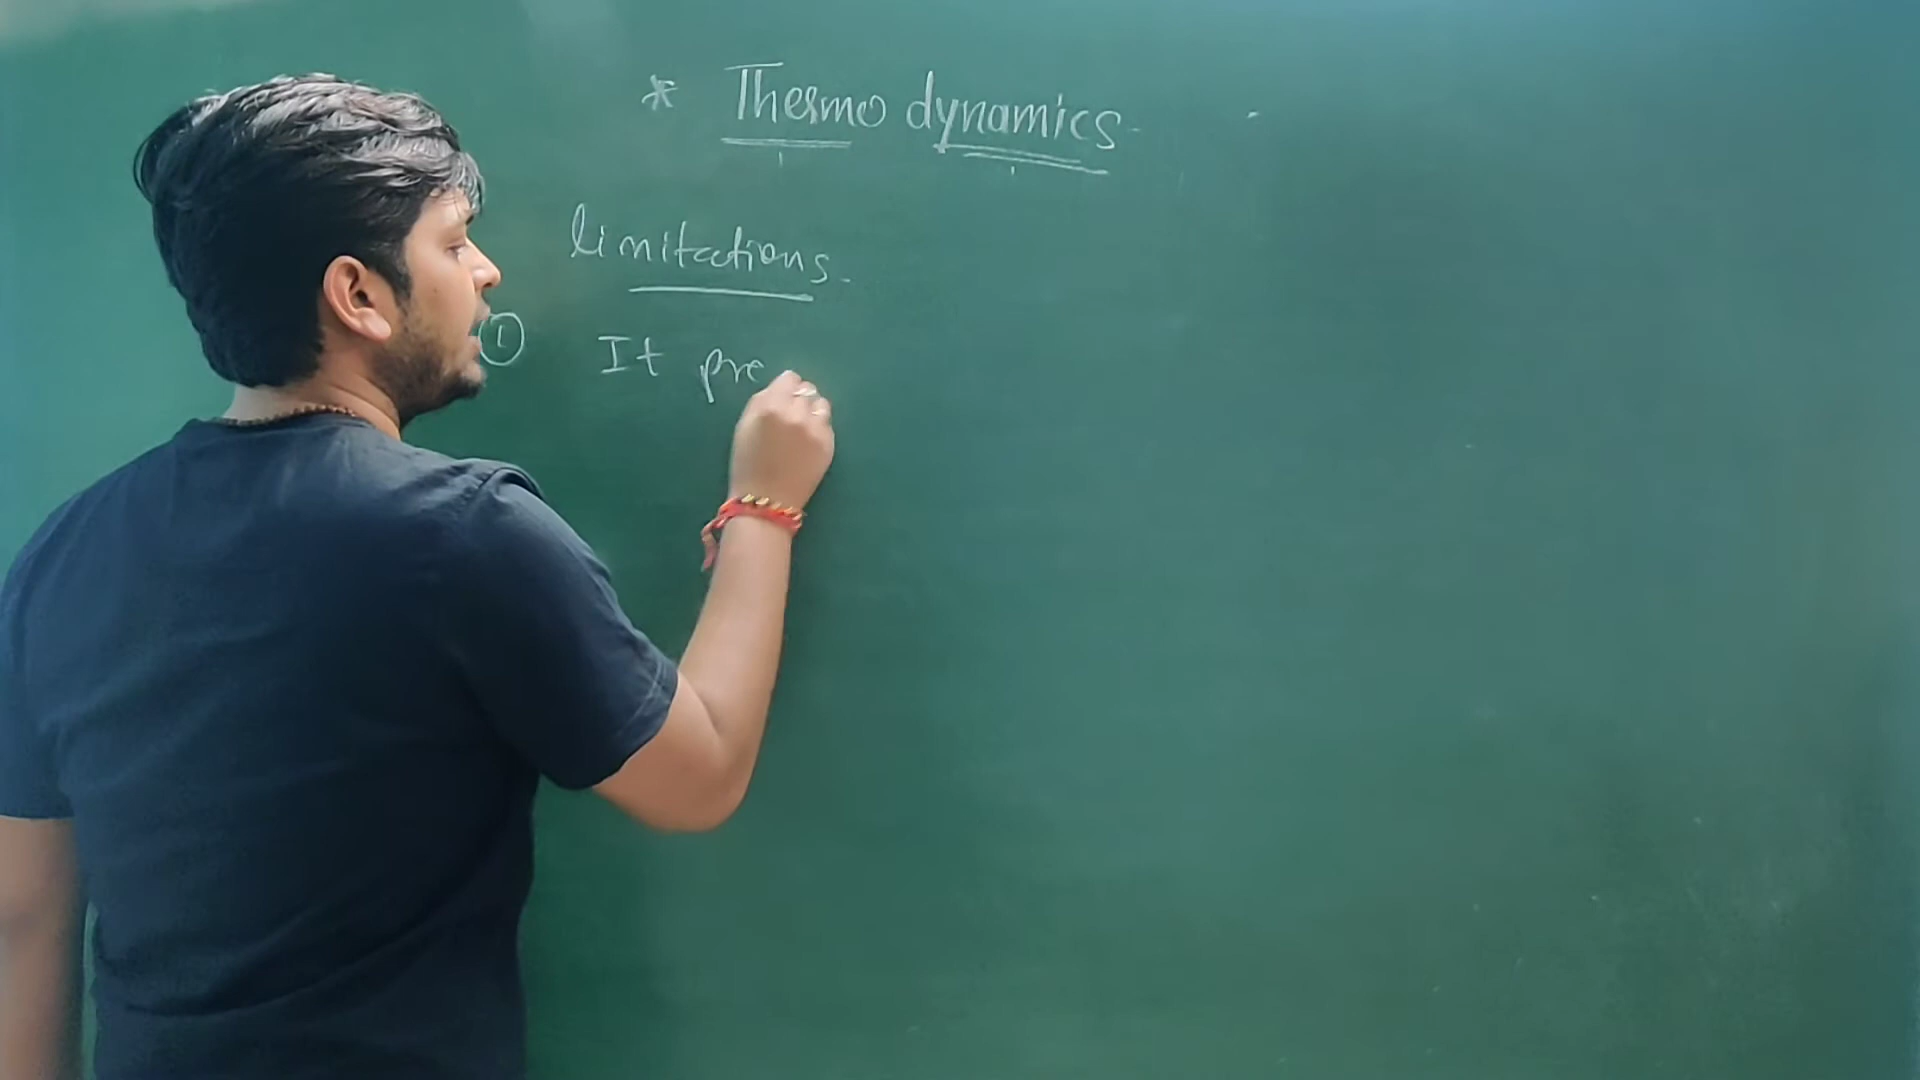 * Thermo dynamics.
limitations.
① It pre